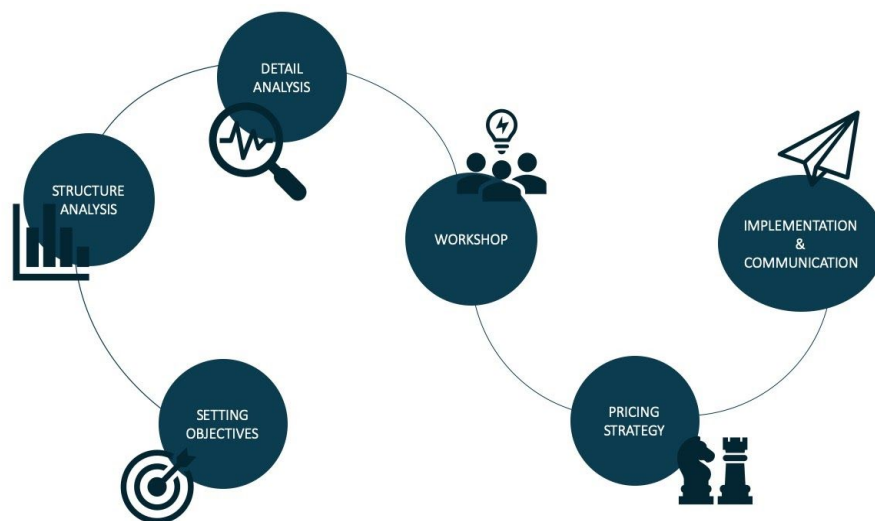 DETAIL
ANALYSIS
STRUCTURE
ANALYSIS
WORKSHOP
IMPLEMENTATION
&
COMMUNICATION
SETTING
OBJECTIVES
PRICING
STRATEGY